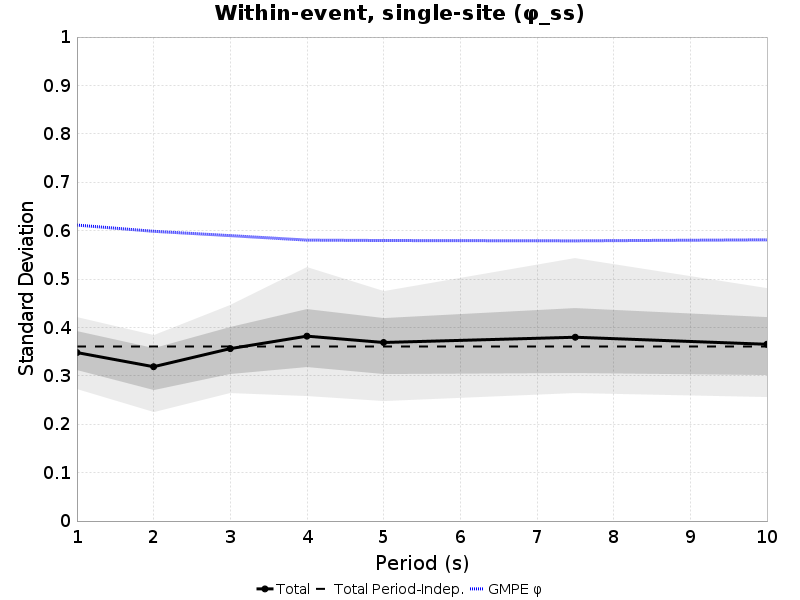 Within-event, single-site (φ_ss)
1
0.9
0.8
0.7
0.6
0.5
0.4
0.3
0.2
0.1
0
Standard Deviation
1 2 3 4 5 6 7 8 9 10
Period (s)
Total Total Period-Indep. GMPE φ